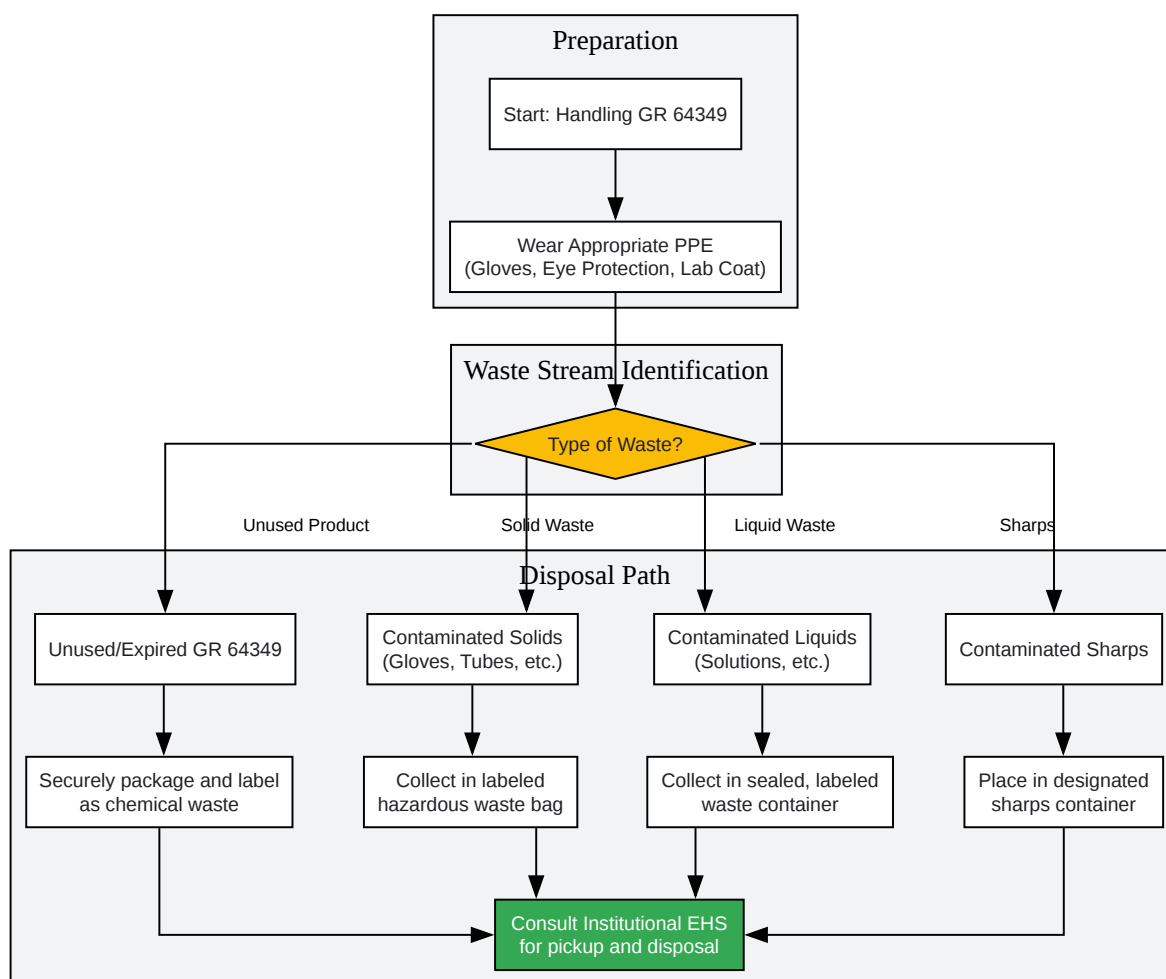 Preparation
Start: Handling GR 64349
Wear Appropriate PPE
(Gloves, Eye Protection, Lab Coat)
Waste Stream Identification
Type of Waste?
Unused Product
Solid Waste
Liquid Waste
Sharps
Disposal Path
Unused/Expired GR 64349
Contaminated Solids
(Gloves, Tubes, etc.)
Contaminated Liquids
(Solutions, etc.)
Contaminated Sharps
Securely package and label
as chemical waste
Collect in labeled
hazardous waste bag
Collect in sealed, labeled
waste container
Place in designated
sharps container
Consult Institutional EHS
for pickup and disposal